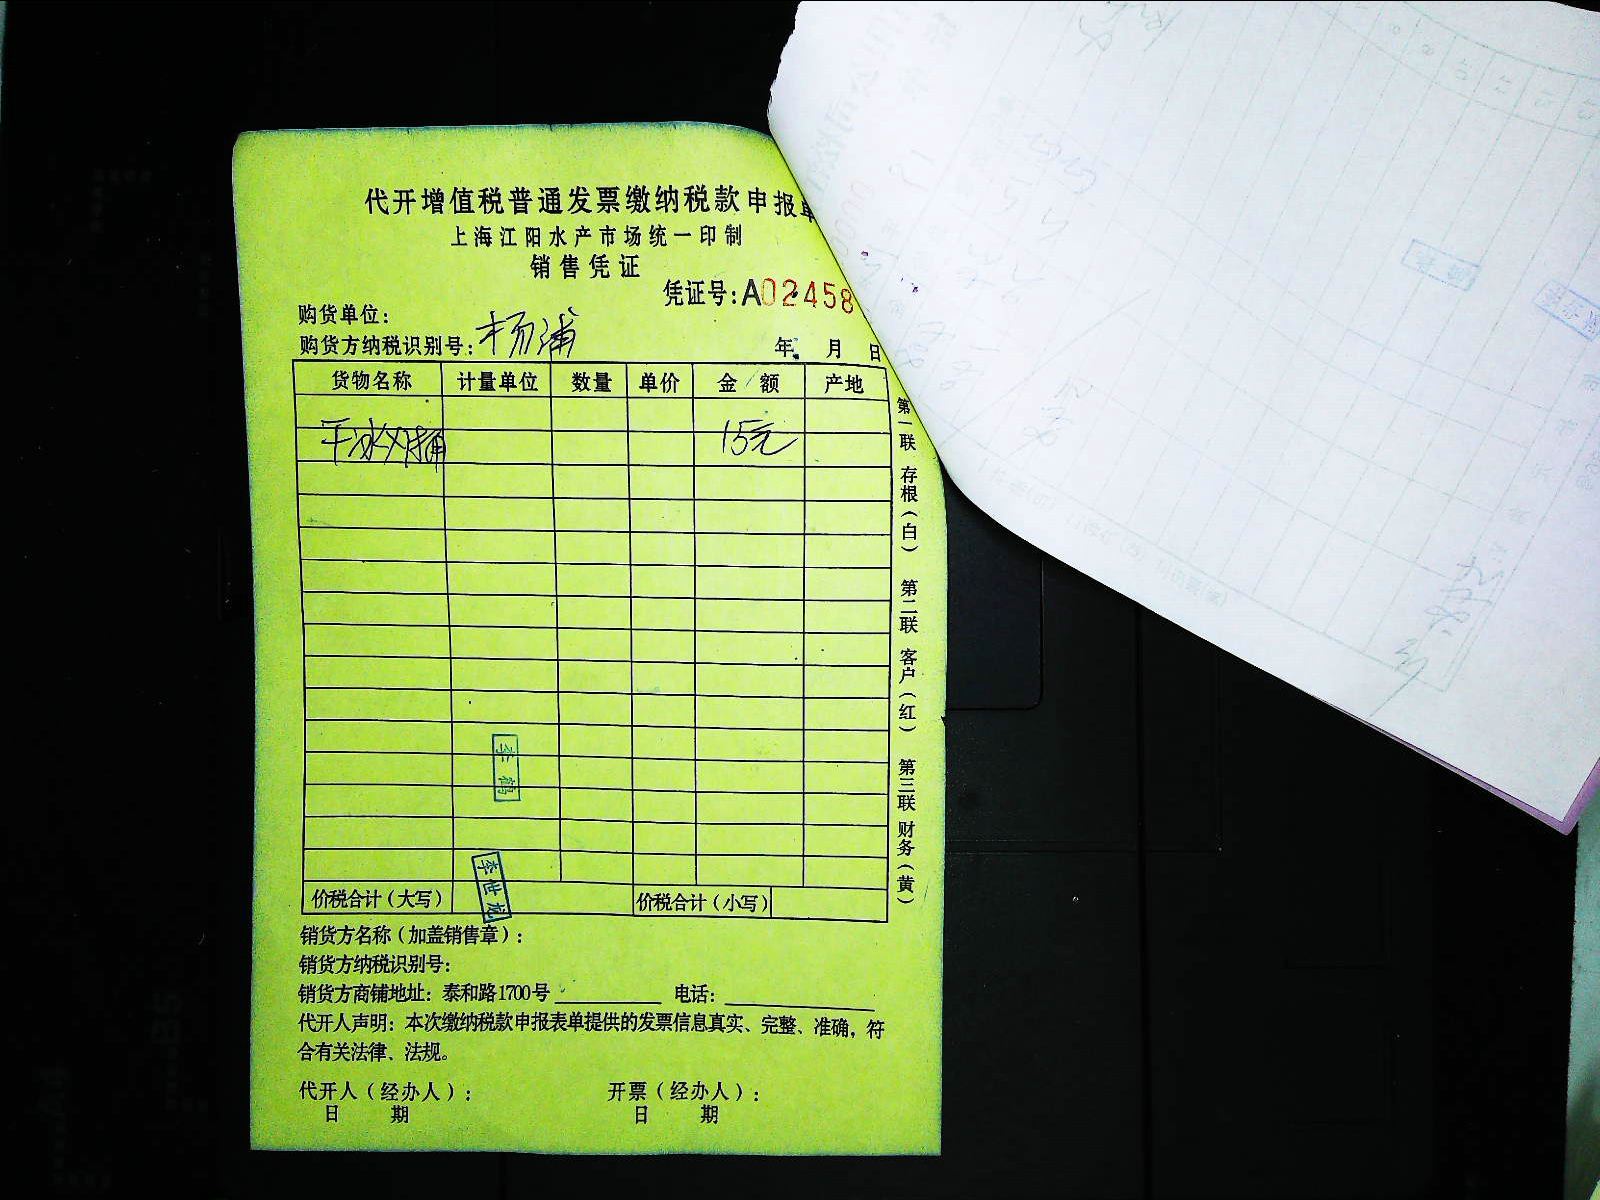 代开增值税普通发票缴纳税款申报单
上海江阳水产市场统一印制
销售凭证
凭证号:A02458
购货单位:
购货方纳税识别号: 杨浦
年 月 日
货物名称 计量单位 数量 单价 金额 产地
15元
价税合计(大写) 价税合计(小写)
李鹤
李世龙
第一联 存根(白) 第二联 客户(红) 第三联 财务(黄)
销货方名称(加盖销售章):
销货方纳税识别号:
销货方商铺地址: 泰和路1700号 电话:
代开人声明: 本次缴纳税款申报表单提供的发票信息真实、完整、准确, 符
合有关法律、法规。
代开人(经办人): 开票(经办人):
日 期 日 期